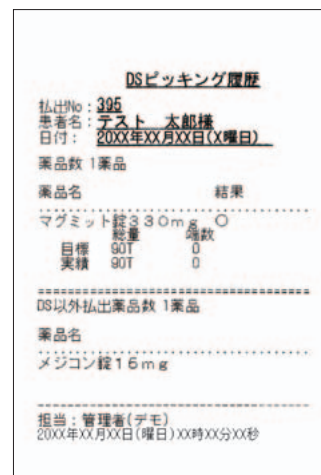 DSピッキング履歴
払出No：395
患者名：テスト　太郎様
日付：　20XX年XX月XX日(X曜日)
薬品数 1薬品
薬品名　結果
マグミット錠３３０ｍｇ　○
総量　端数
目標　90T　0
実績　90T　0
DS以外払出薬品数 1薬品
薬品名
メジコン錠１５ｍｇ
担当：管理者(デモ)
20XX年XX月XX日(曜日)XX時XX分XX秒